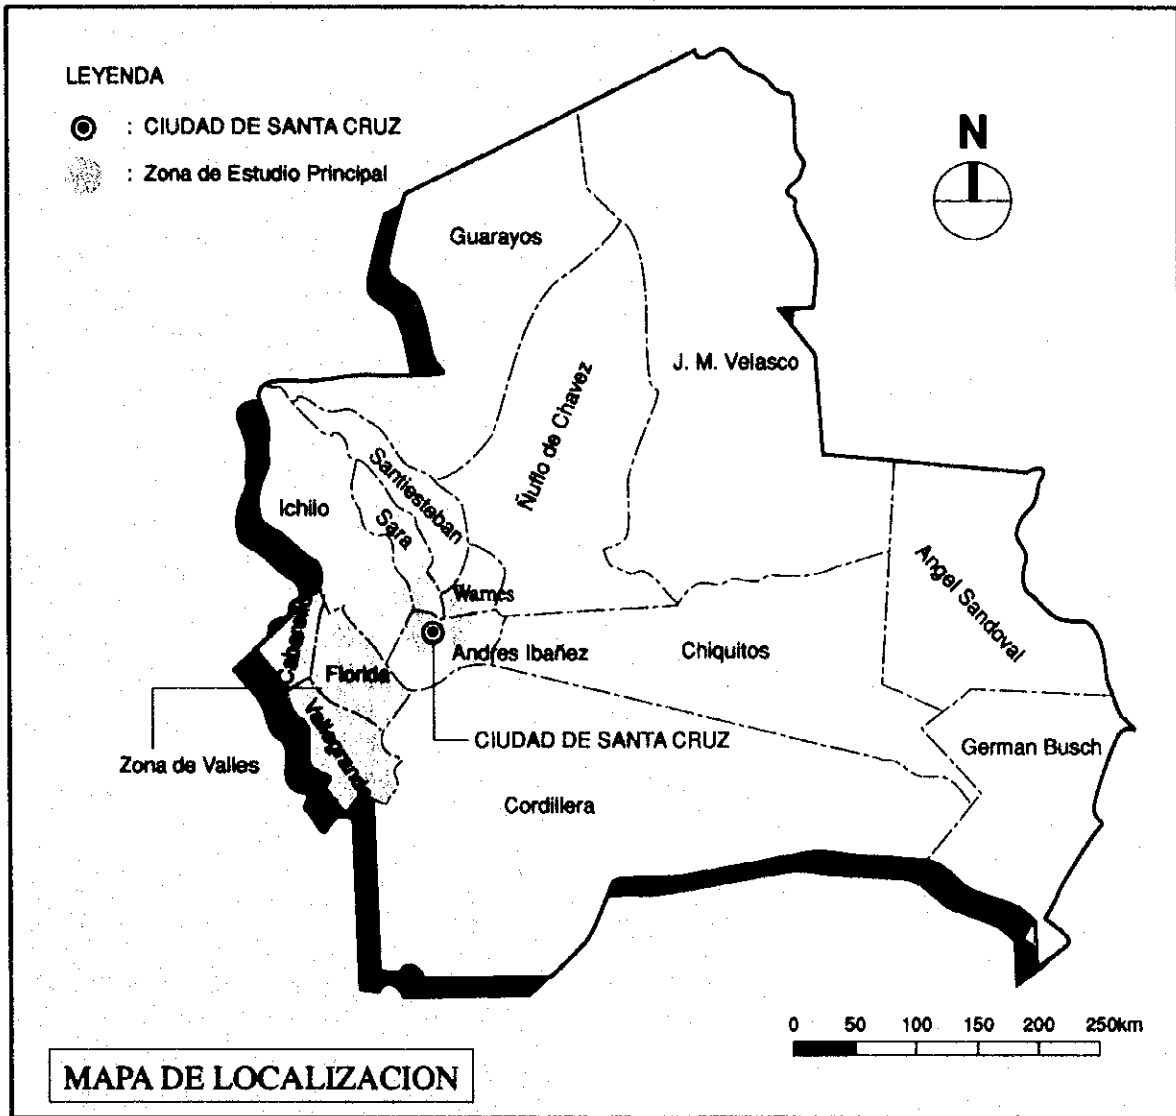 LEYENDA
: CIUDAD DE SANTA CRUZ
: Zona de Estudio Principal
N
Guarayos
J. M. Velasco
Ñuflo de Chavez
Santiesteban
Ichilo
Sara
Angel Sandoval
Warnes
Caballero
Andres Ibañez
Chiquitos
Florida
Vallegrande
CIUDAD DE SANTA CRUZ
German Busch
Zona de Valles
Cordillera
0 50 100 150 200 250km
MAPA DE LOCALIZACION